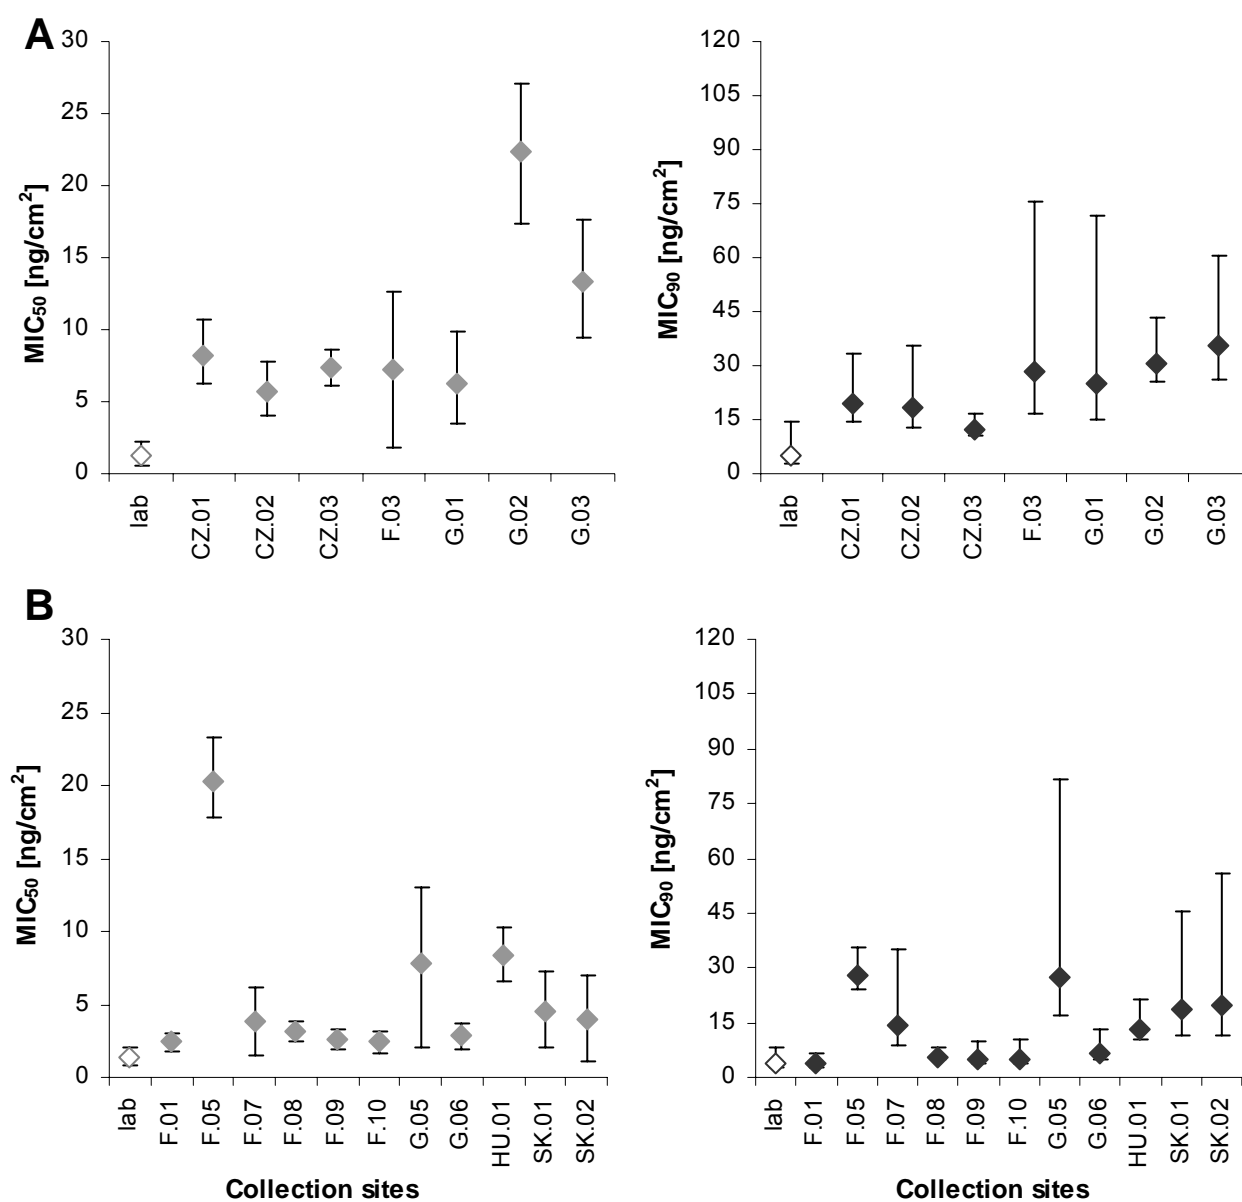 A
30
25
20
15
10
5
0
MIC50 [ng/cm2]
lab
CZ.01
CZ.02
CZ.03
F.03
G.01
G.02
G.03
120
105
90
75
60
45
30
15
0
MIC90 [ng/cm2]
lab
CZ.01
CZ.02
CZ.03
F.03
G.01
G.02
G.03
B
30
25
20
15
10
5
0
MIC50 [ng/cm2]
lab
F.01
F.05
F.07
F.08
F.09
F.10
G.05
G.06
HU.01
SK.01
SK.02
Collection sites
120
105
90
75
60
45
30
15
0
MIC90 [ng/cm2]
lab
F.01
F.05
F.07
F.08
F.09
F.10
G.05
G.06
HU.01
SK.01
SK.02
Collection sites